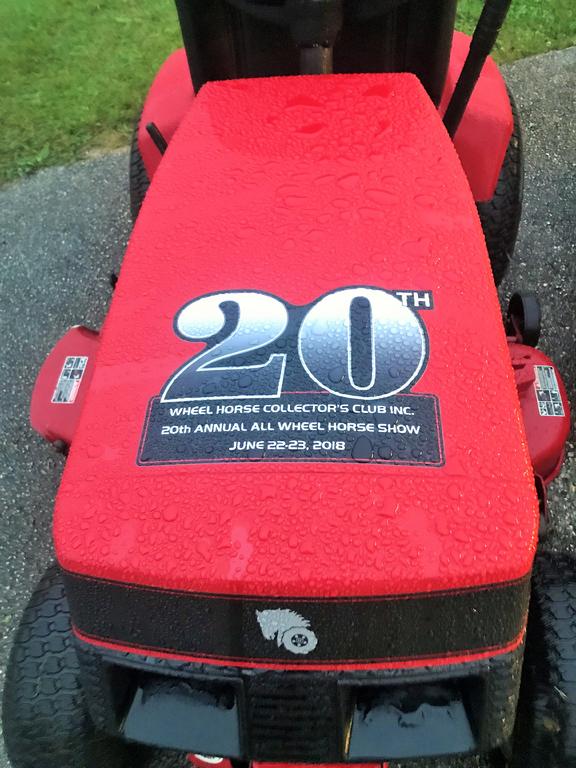 20TH
WHEEL HORSE COLLECTOR'S CLUB INC.
20th ANNUAL ALL WHEEL HORSE SHOW
JUNE 22-23, 2018